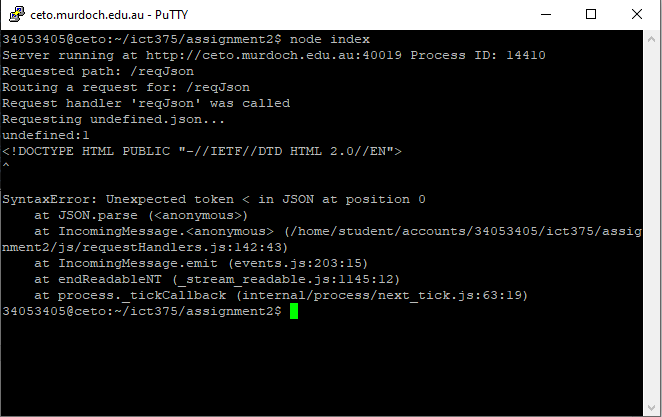 ceto.murdoch.edu.au - PuTTY
34053405@ceto:~/ict375/assignment2$ node index
Server running at http://ceto.murdoch.edu.au:40019 Process ID: 14410
Requested path: /reqJson
Routing a request for: /reqJson
Request handler 'reqJson' was called
Requesting undefined.json...
undefined:1
<!DOCTYPE HTML PUBLIC "-//IETF//DTD HTML 2.0//EN">
^
SyntaxError: Unexpected token < in JSON at position 0
    at JSON.parse (<anonymous>)
    at IncomingMessage.<anonymous> (/home/student/accounts/34053405/ict375/assig
nment2/js/requestHandlers.js:142:43)
    at IncomingMessage.emit (events.js:203:15)
    at endReadableNT (_stream_readable.js:1145:12)
    at process._tickCallback (internal/process/next_tick.js:63:19)
34053405@ceto:~/ict375/assignment2$